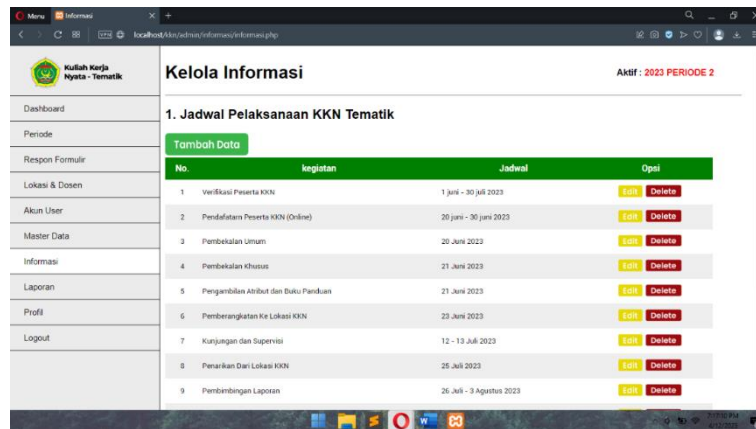 Menu
Informasi
VPN
localhost/kkn/admin/informasi/informasi.php
Kuliah Kerja
Nyata - Tematik
Kelola Informasi
Aktif : 2023 PERIODE 2
Dashboard
Periode
Respon Formulir
Lokasi & Dosen
Akun User
Master Data
Informasi
Laporan
Profil
Logout
1. Jadwal Pelaksanaan KKN Tematik
Tambah Data
No. kegiatan Jadwal Opsi
1 Verifikasi Peserta KKN 1 juni - 30 juli 2023 Edit Delete
2 Pendafatarn Peserta KKN (Online) 20 juni - 30 juni 2023 Edit Delete
3 Pembekalan Umum 20 Juni 2023 Edit Delete
4 Pembekalan Khusus 21 Juni 2023 Edit Delete
5 Pengambilan Atribut dan Buku Panduan 21 Juni 2023 Edit Delete
6 Pemberangkatan Ke Lokasi KKN 23 Juni 2023 Edit Delete
7 Kunjungan dan Supervisi 12 - 13 Juli 2023 Edit Delete
8 Penarikan Dari Lokasi KKN 25 Juli 2023 Edit Delete
9 Pembimbingan Laporan 26 Juli - 3 Agustus 2023 Edit Delete